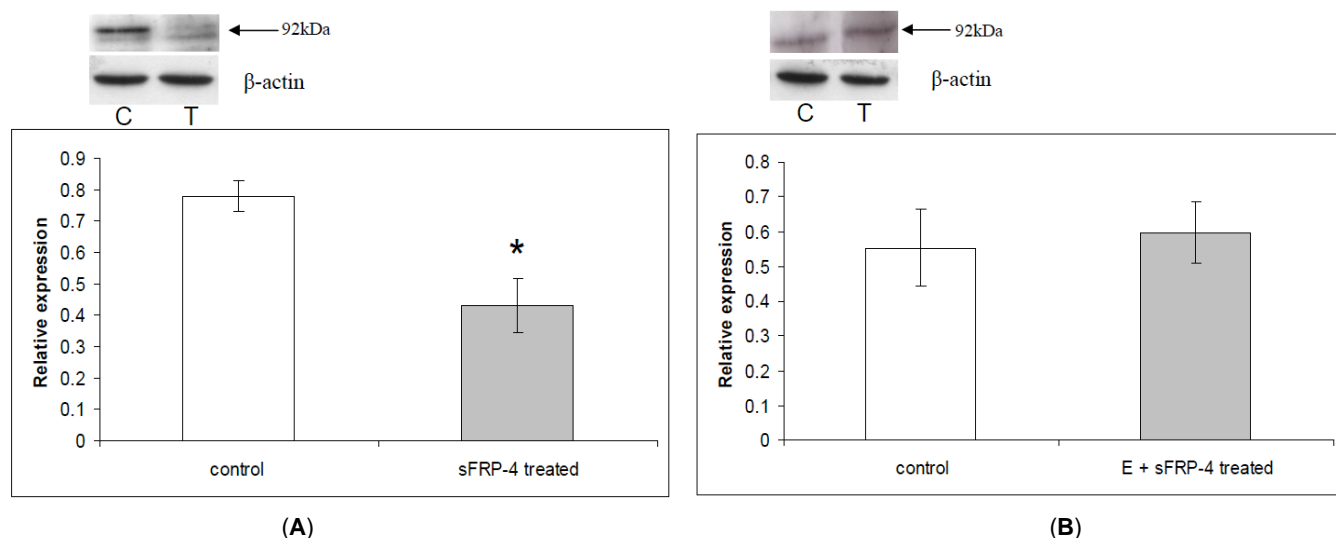 92kDa
β-actin
C T
0.9
0.8
0.7
0.6
0.5
0.4
0.3
0.2
0.1
0
Relative expression
*
control
sFRP-4 treated
(A)
92kDa
β-actin
C T
0.8
0.7
0.6
0.5
0.4
0.3
0.2
0.1
0
Relative expression
control
E + sFRP-4 treated
(B)